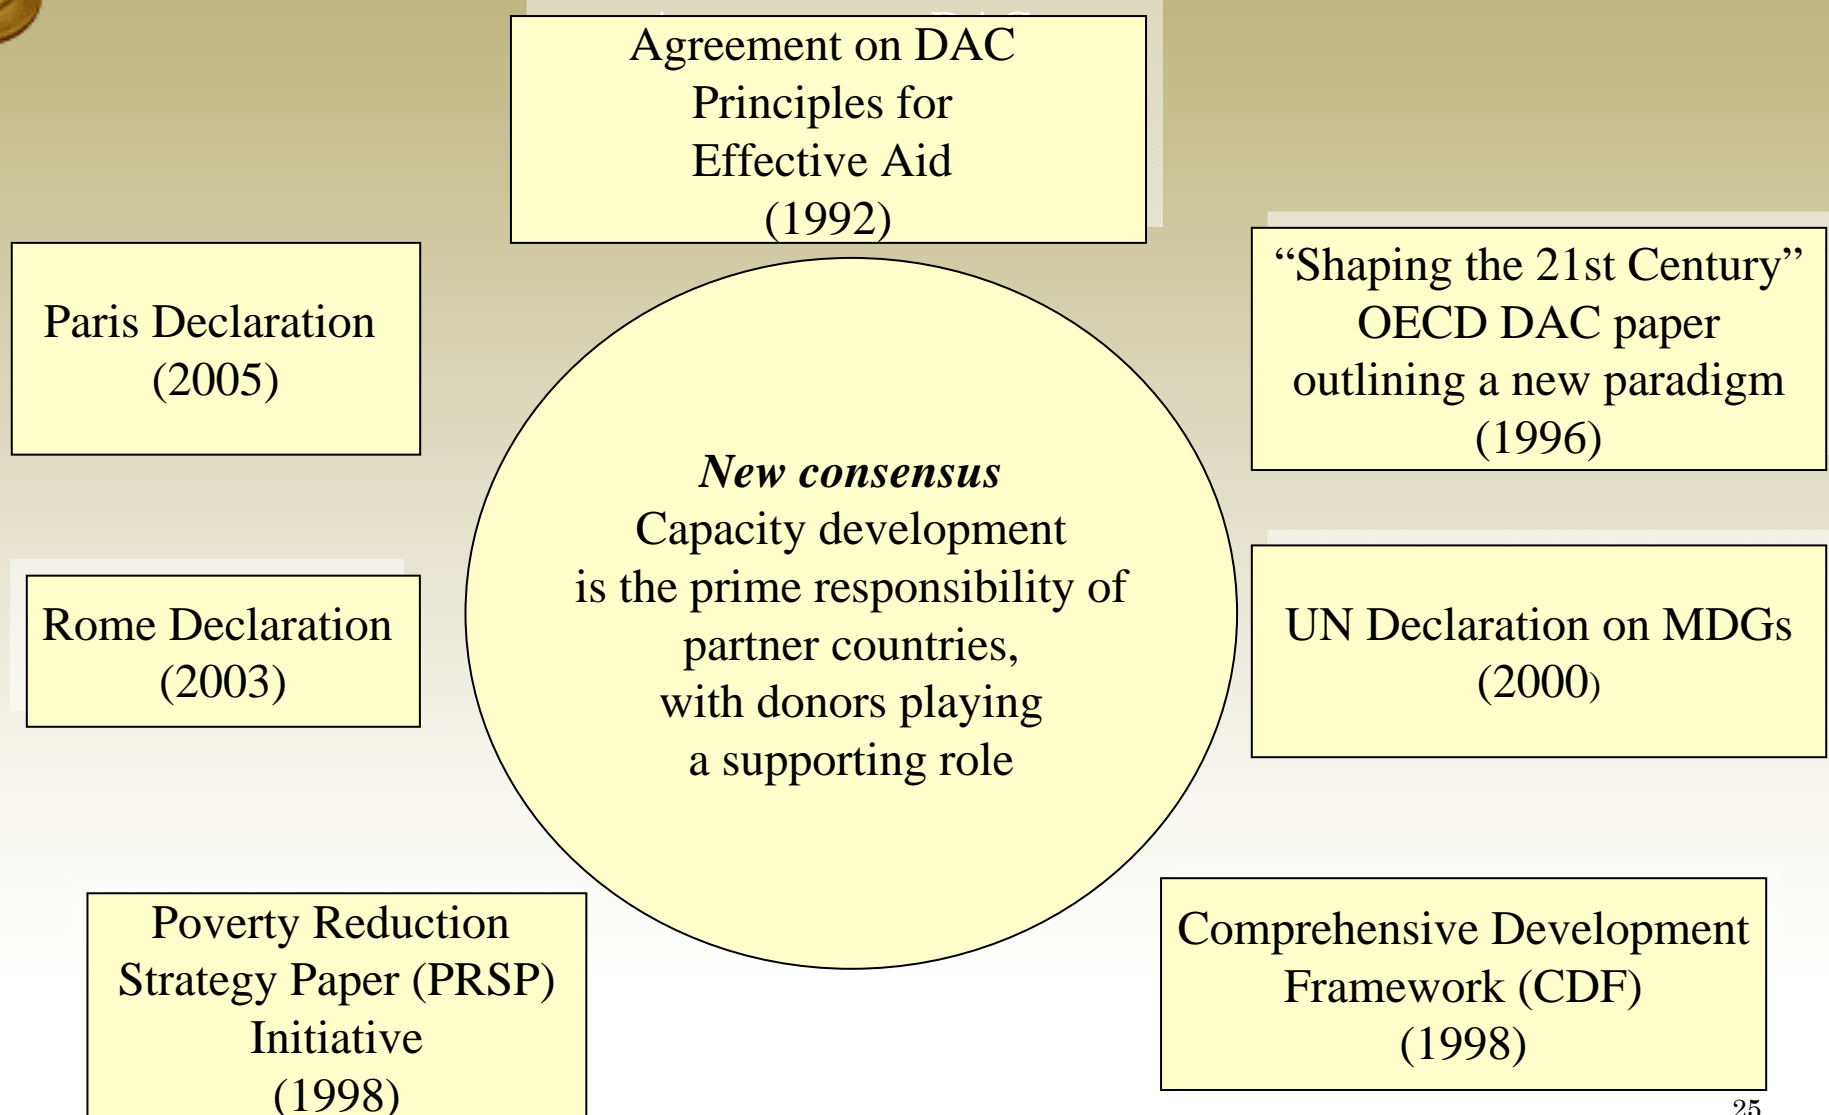 Agreement on DAC
Principles for
Effective Aid
(1992)
“Shaping the 21st Century”
OECD DAC paper
outlining a new paradigm
(1996)
Paris Declaration
(2005)
New consensus
Capacity development
is the prime responsibility of
partner countries,
with donors playing
a supporting role
Rome Declaration
(2003)
UN Declaration on MDGs
(2000)
Poverty Reduction
Strategy Paper (PRSP)
Initiative
(1998)
Comprehensive Development
Framework (CDF)
(1998)
25